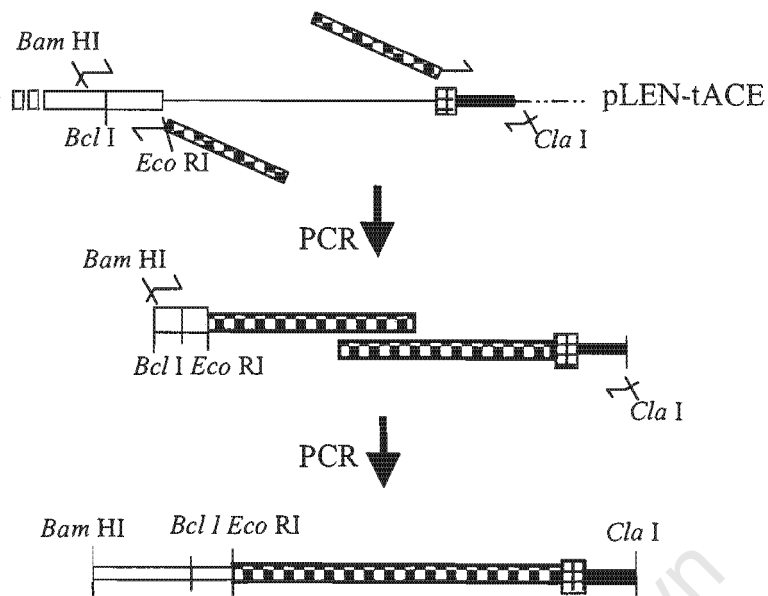 Bam HI
pLEN-tACE
Bcl I
Eco RI
Cla I
PCR
Bam HI
Bcl I Eco RI
Cla I
PCR
Bam HI Bcl I Eco RI Cla I